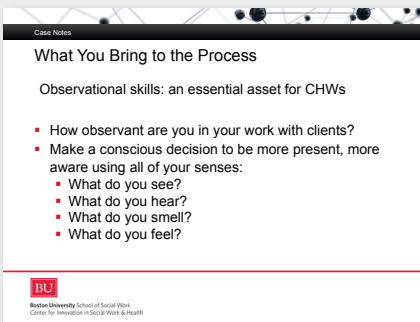 Case Notes
What You Bring to the Process
Observational skills: an essential asset for CHWs
▪ How observant are you in your work with clients?
▪ Make a conscious decision to be more present, more
aware using all of your senses:
▪ What do you see?
▪ What do you hear?
▪ What do you smell?
▪ What do you feel?
BU
Boston University School of Social Work
Center for Innovation in Social Work & Health